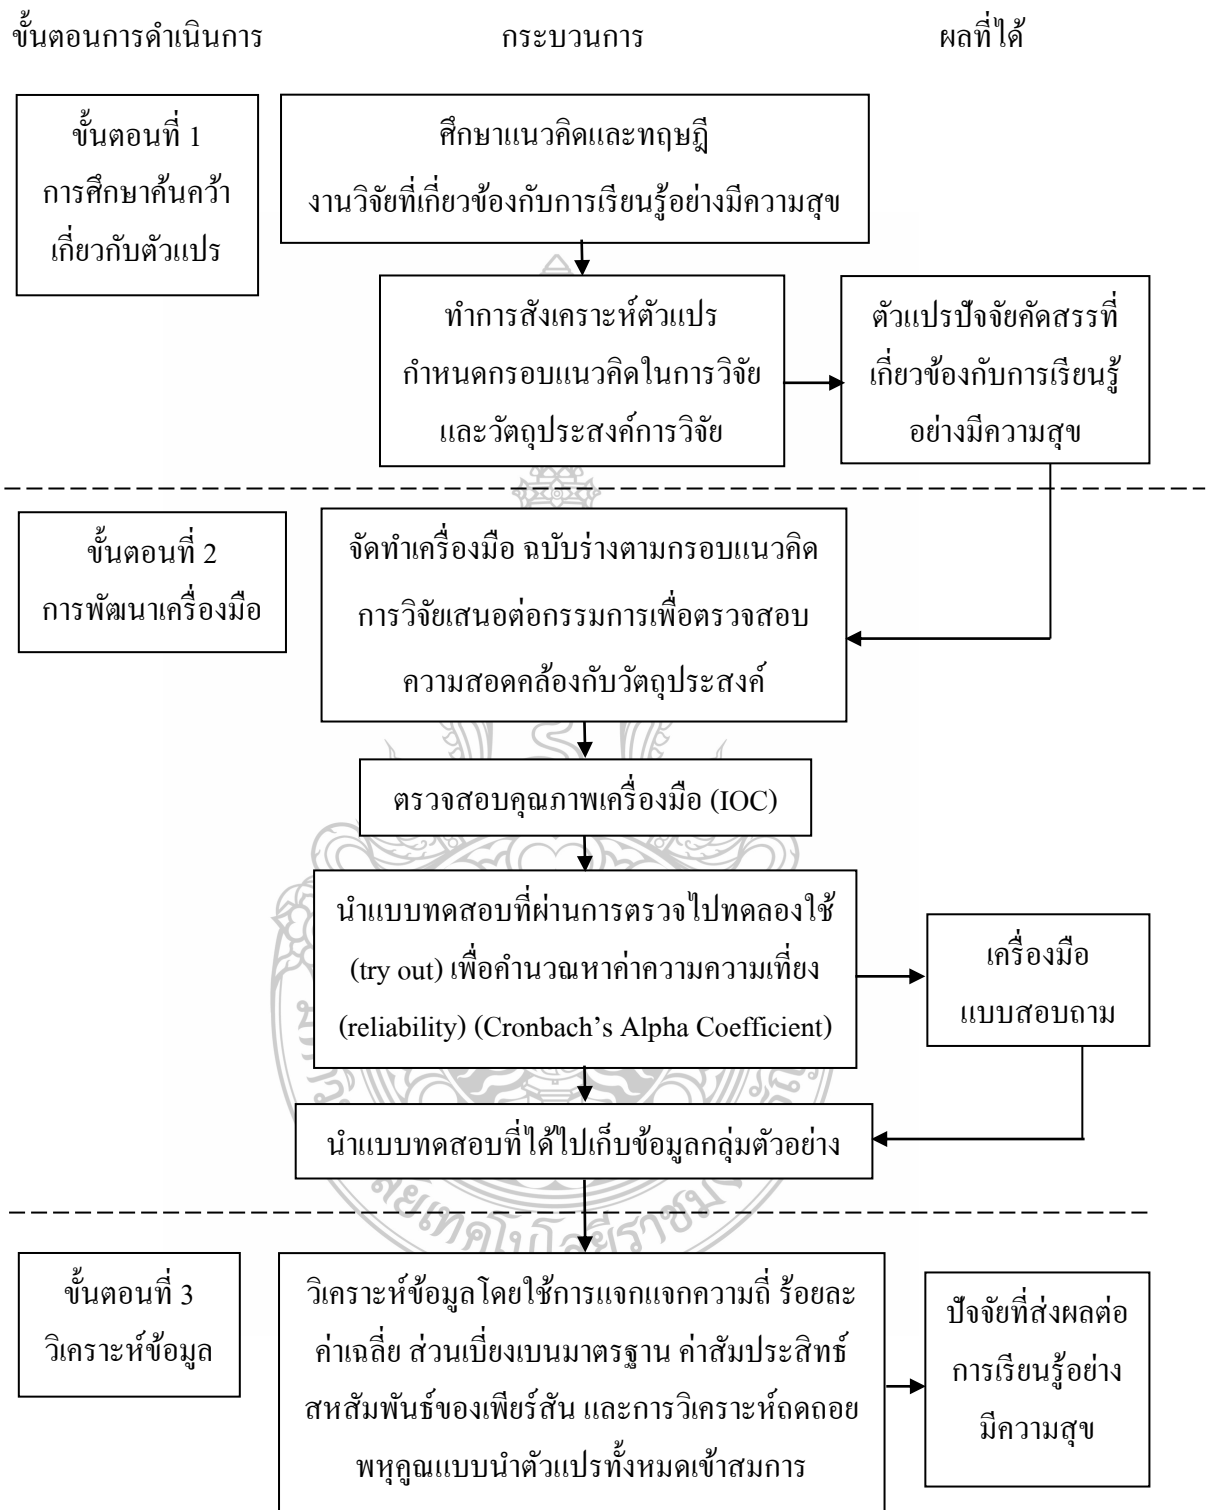 ขั้นตอนการดำเนินการ
กระบวนการ
ผลที่ได้
ขั้นตอนที่ 1
การศึกษาค้นคว้า
เกี่ยวกับตัวแปร
ศึกษาแนวคิดและทฤษฎี
งานวิจัยที่เกี่ยวข้องกับการเรียนรู้อย่างมีความสุข
ทำการสังเคราะห์ตัวแปร
กำหนดกรอบแนวคิดในการวิจัย
และวัตถุประสงค์การวิจัย
ตัวแปรปัจจัยคัดสรรที่
เกี่ยวข้องกับการเรียนรู้
อย่างมีความสุข
ขั้นตอนที่ 2
การพัฒนาเครื่องมือ
จัดทำเครื่องมือ ฉบับร่างตามกรอบแนวคิด
การวิจัยเสนอต่อกรรมการเพื่อตรวจสอบ
ความสอดคล้องกับวัตถุประสงค์
ตรวจสอบคุณภาพเครื่องมือ (IOC)
นำแบบทดสอบที่ผ่านการตรวจไปทดลองใช้
(try out) เพื่อคำนวณหาค่าความความเที่ยง
(reliability) (Cronbach’s Alpha Coefficient)
เครื่องมือ
แบบสอบถาม
นำแบบทดสอบที่ได้ไปเก็บข้อมูลกลุ่มตัวอย่าง
ขั้นตอนที่ 3
วิเคราะห์ข้อมูล
วิเคราะห์ข้อมูลโดยใช้การแจกแจกความถี่ ร้อยละ
ค่าเฉลี่ย ส่วนเบี่ยงเบนมาตรฐาน ค่าสัมประสิทธ์
สหสัมพันธ์ของเพียร์สัน และการวิเคราะห์ถดถอย
พหุคูณแบบนำตัวแปรทั้งหมดเข้าสมการ
ปัจจัยที่ส่งผลต่อ
การเรียนรู้อย่าง
มีความสุข